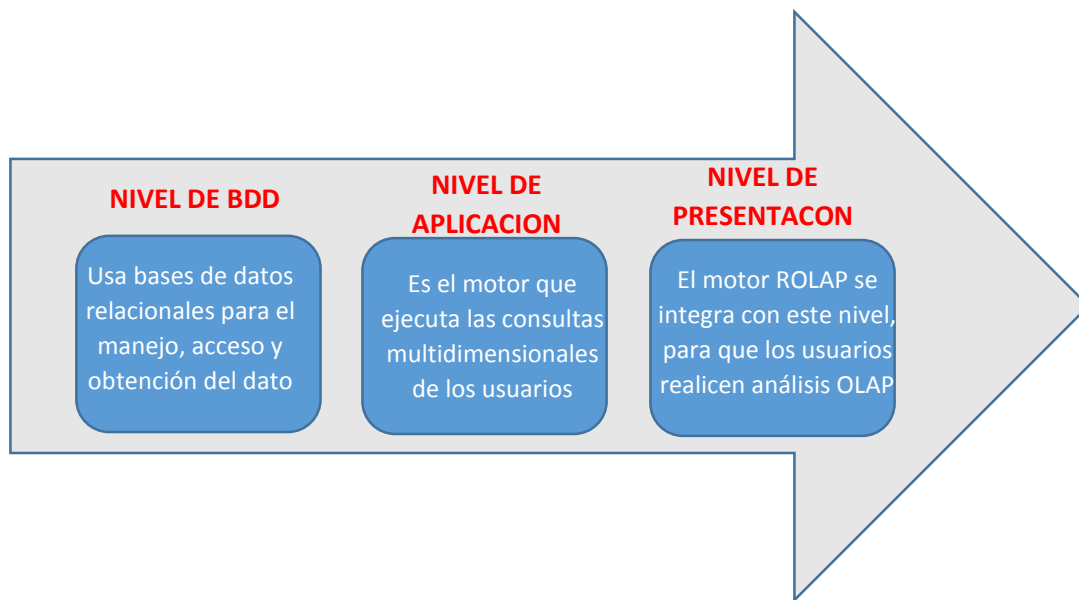 NIVEL DE BDD
Usa bases de datos
relacionales para el
manejo, acceso y
obtención del dato
NIVEL DE
APLICACION
Es el motor que
ejecuta las consultas
multidimensionales
de los usuarios
NIVEL DE
PRESENTACON
El motor ROLAP se
integra con este nivel,
para que los usuarios
realicen análisis OLAP